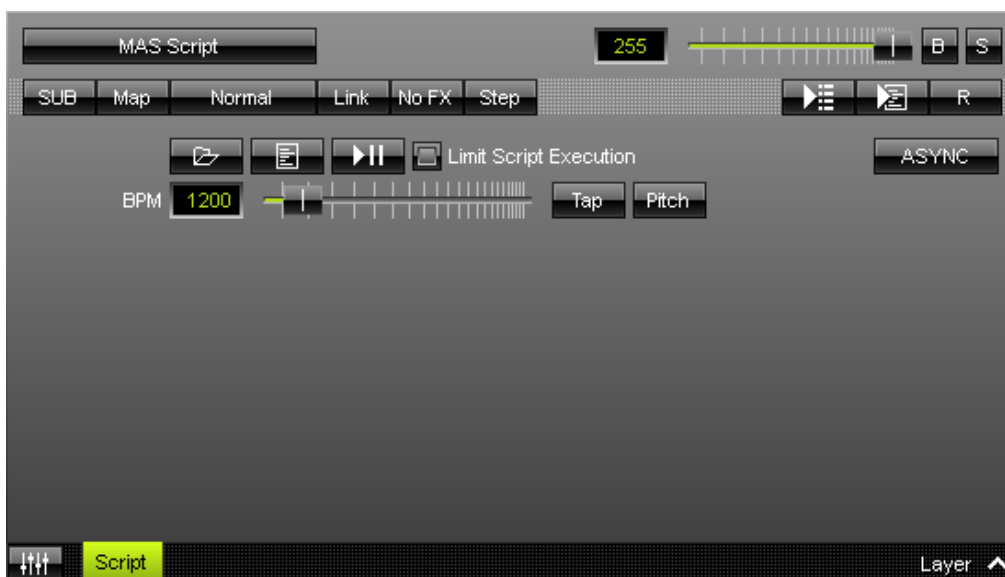 MAS Script 255 B S
SUB Map Normal Link No FX Step R
Limit Script Execution ASYNC
BPM 1200 Tap Pitch
Script Layer